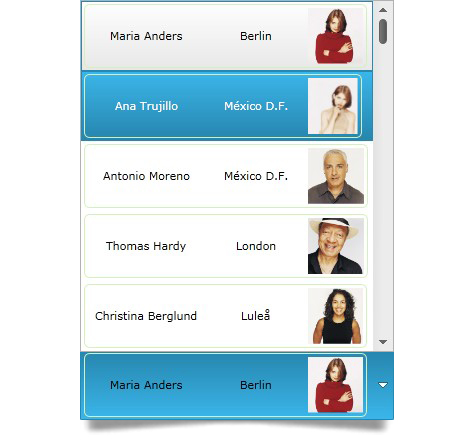 Maria Anders Berlin
Ana Trujillo México D.F.
Antonio Moreno México D.F.
Thomas Hardy London
Christina Berglund Luleå
Maria Anders Berlin